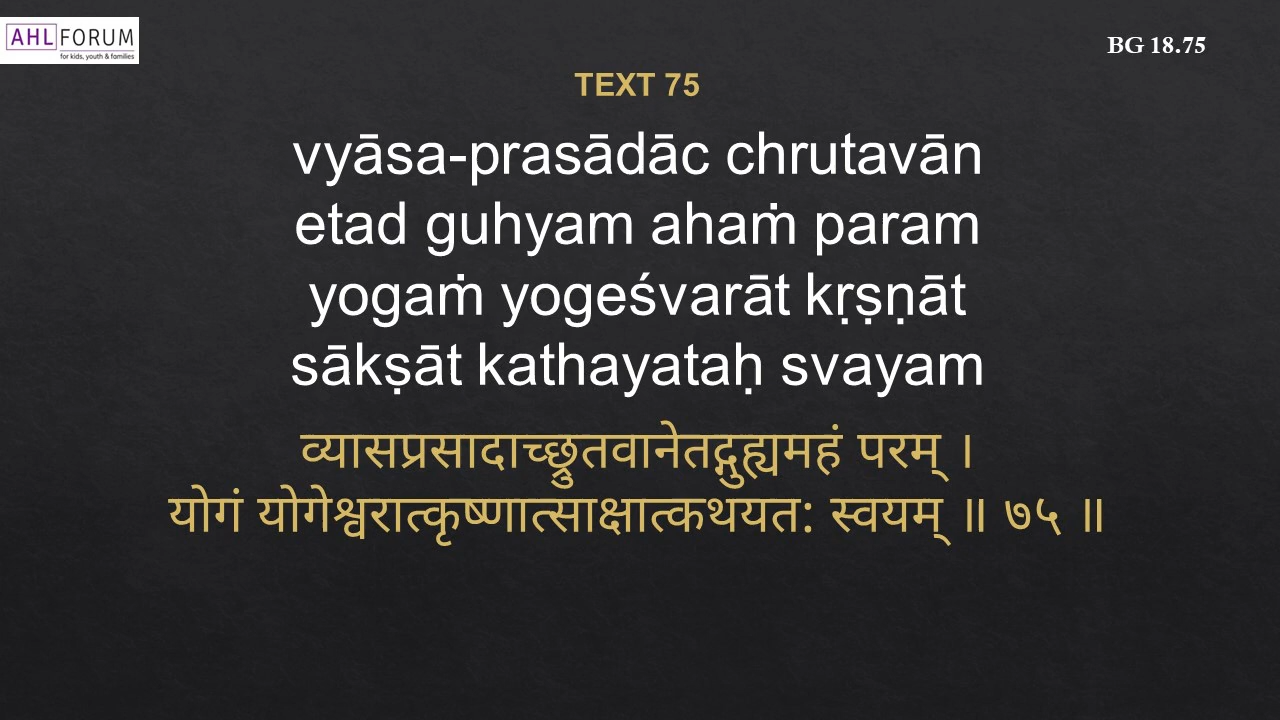 AHL FORUM
for kids, youth & families
BG 18.75
TEXT 75
vyāsa-prasādāc chrutavān
etad guhyam ahaṁ param
yogaṁ yogeśvarāt kṛṣṇāt
sākṣāt kathayataḥ svayam
व्यासप्रसादाच्छ्रुतवानेतद्गुह्यमहं परम् ।
योगं योगेश्वरात्कृष्णात्साक्षात्कथयत: स्वयम् ॥ ७५ ॥